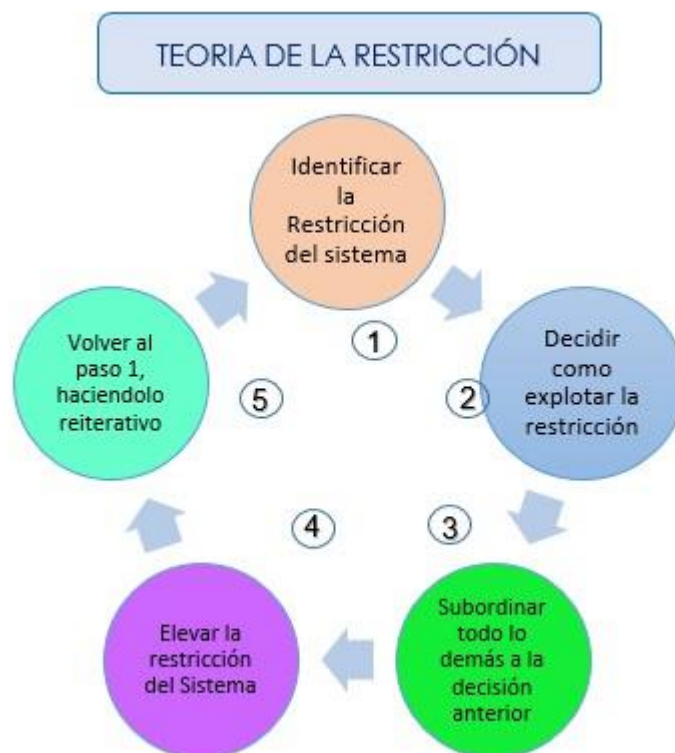 TEORIA DE LA RESTRICCIÓN
Identificar
la
Restricción
del sistema
1
Decidir
como
explotar la
restricción
2
Subordinar
todo lo
demás a la
decisión
anterior
3
Elevar la
restricción
del Sistema
4
Volver al
paso 1,
haciendolo
reiterativo
5